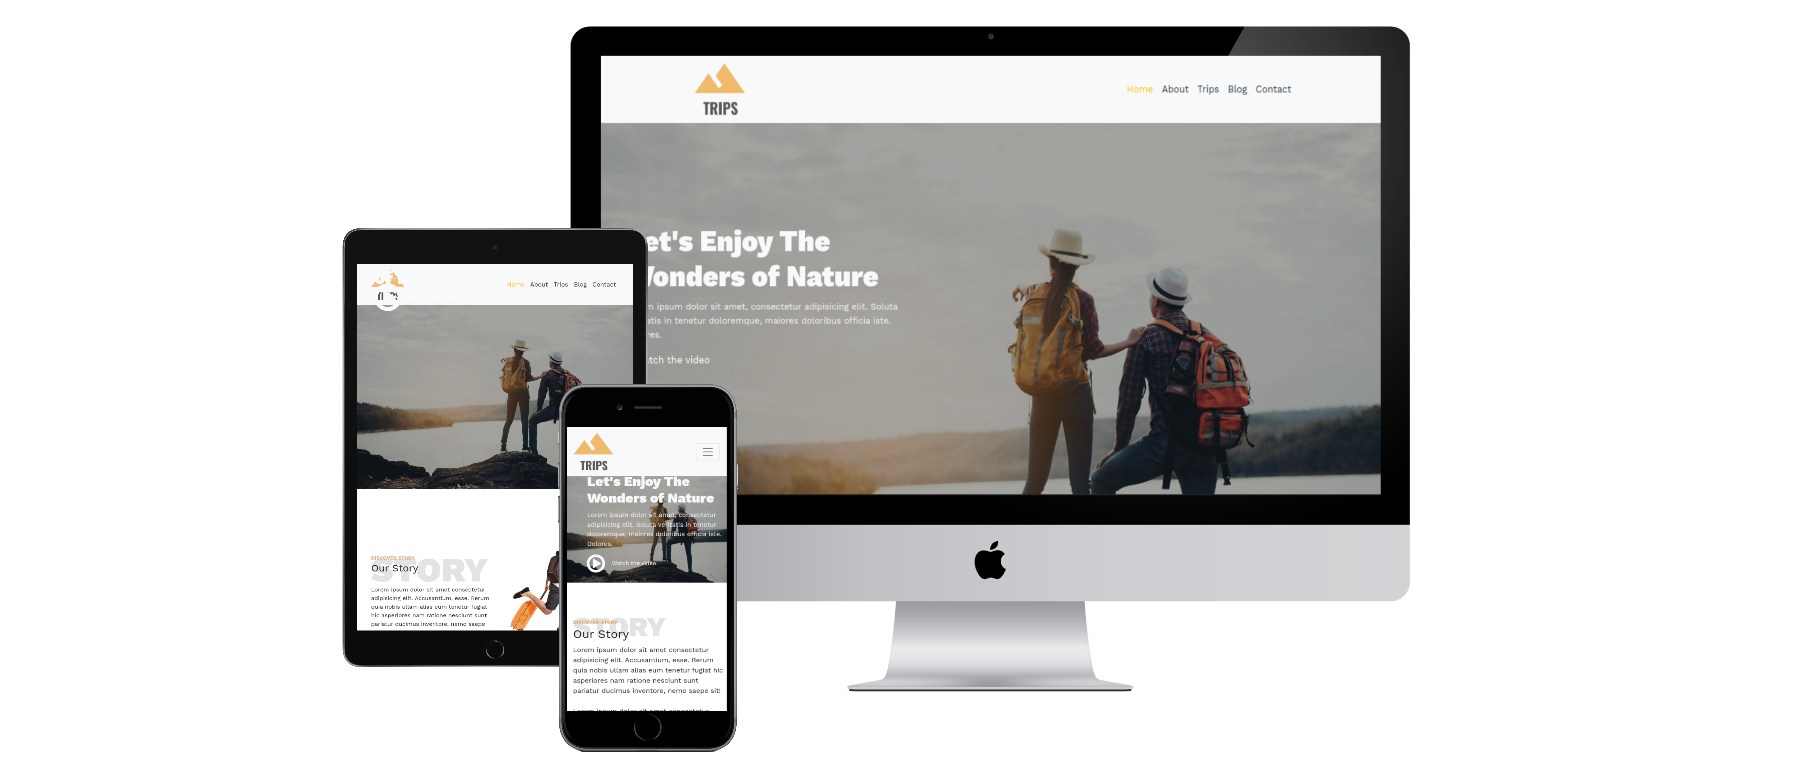 TRIPS
Home About Trips Blog Contact
et's Enjoy The
onders of Nature
m ipsum dolor sit amet, consectetur adipisicing elit. Soluta
atis in tenetur doloremque, maiores doloribus officia iste.
res.
tch the video
Home About Trips Blog Contact
DISCOVER STORY
STORY
Our Story
Lorem ipsum dolor sit amet consectetur
adipisicing elit. Accusantium, esse. Rerum
quia nobis ullam alias eum tenetur fugiat
hic asperiores nam ratione nesciunt sunt
pariatur ducimus inventore, nemo saepe
TRIPS
Let's Enjoy The
Wonders of Nature
Lorem ipsum dolor sit amet, consectetur
adipisicing elit. Soluta veritatis in tenetur
doloremque, maiores doloribus officia iste.
Dolores.
Watch the video
DISCOVER STORY
STORY
Our Story
Lorem ipsum dolor sit amet consectetur
adipisicing elit. Accusantium, esse. Rerum
quia nobis ullam alias eum tenetur fugiat hic
asperiores nam ratione nesciunt sunt
pariatur ducimus inventore, nemo saepe sit!
Lorem ipsum dolor sit amet consectetur